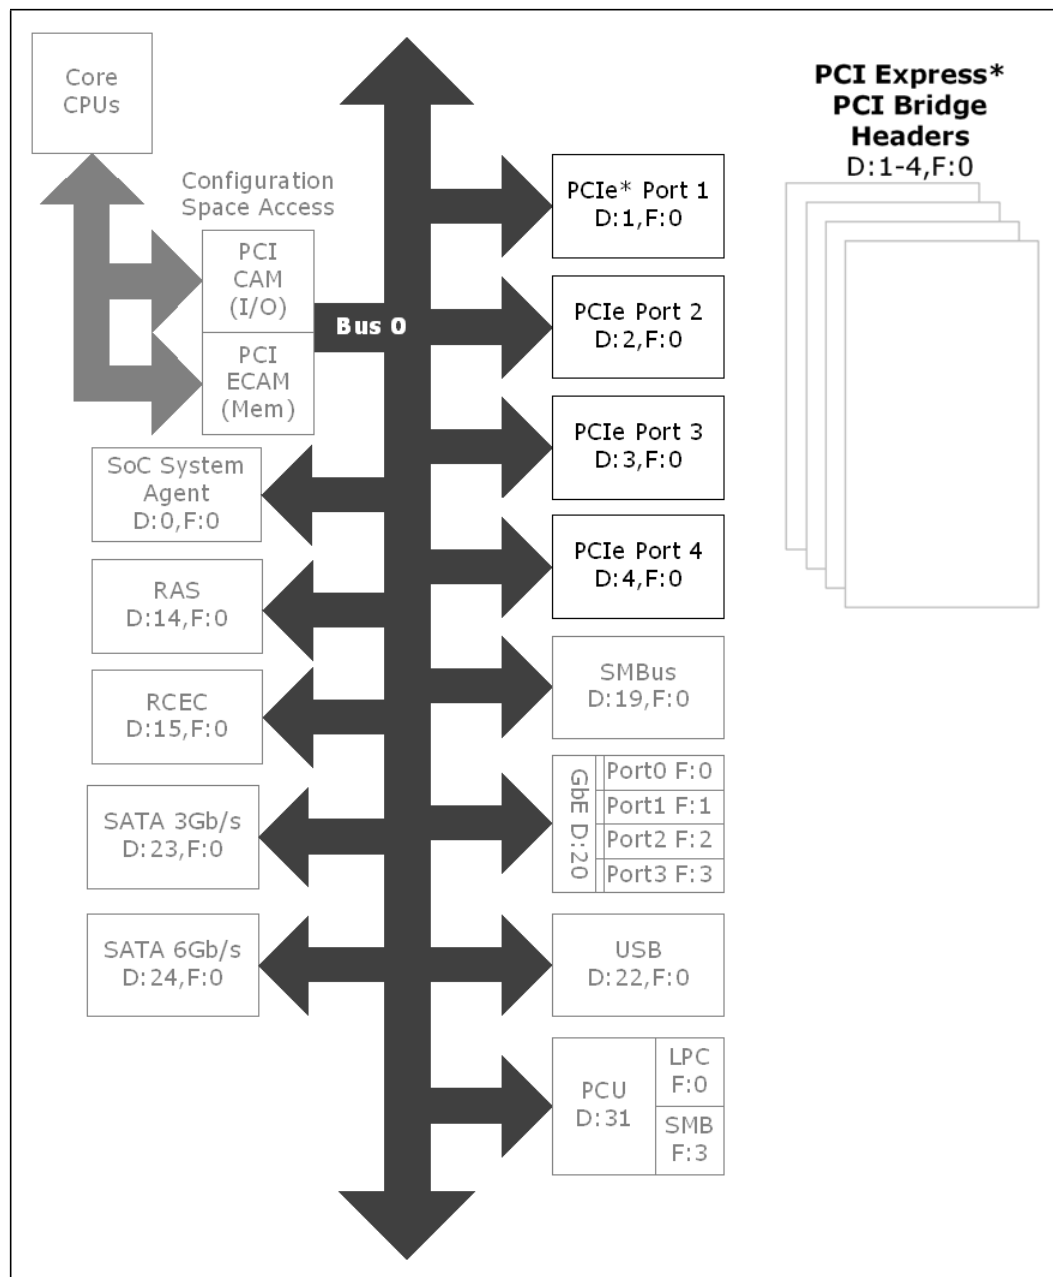 Core
CPUs
Configuration
Space Access
PCI
CAM
(I/O)
PCI
ECAM
(Mem)
Bus 0
SoC System
Agent
D:0,F:0
RAS
D:14,F:0
RCEC
D:15,F:0
SATA 3Gb/s
D:23,F:0
SATA 6Gb/s
D:24,F:0
PCIe* Port 1
D:1,F:0
PCIe Port 2
D:2,F:0
PCIe Port 3
D:3,F:0
PCIe Port 4
D:4,F:0
SMBus
D:19,F:0
GbE D:20
Port0 F:0
Port1 F:1
Port2 F:2
Port3 F:3
USB
D:22,F:0
PCU
D:31
LPC
F:0
SMB
F:3
PCI Express*
PCI Bridge
Headers
D:1-4,F:0